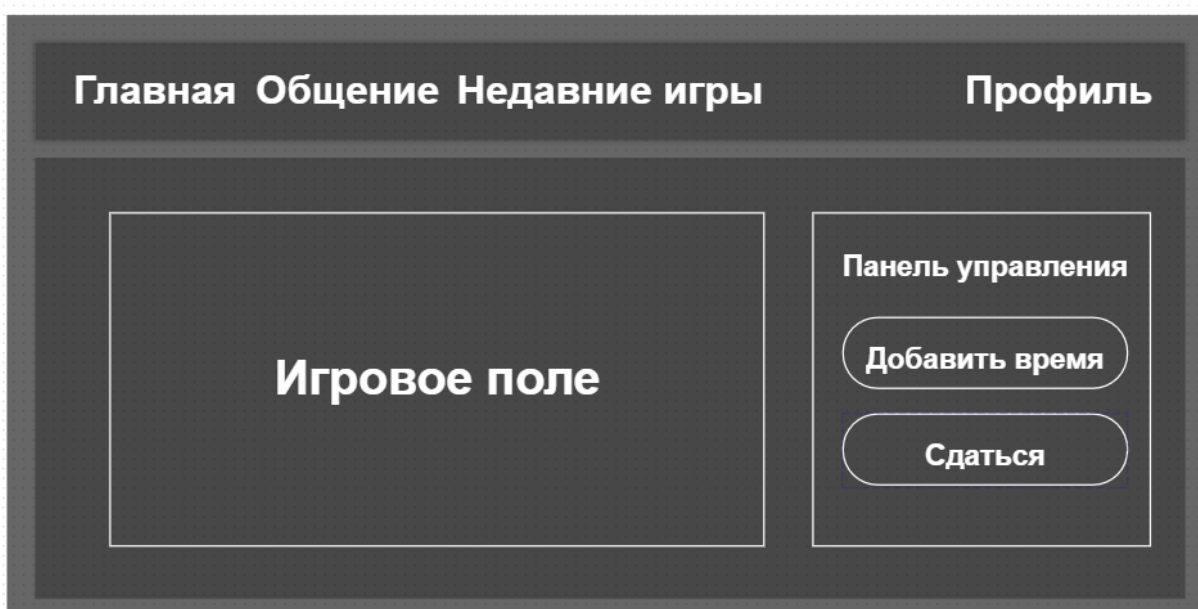 Главная Общение Недавние игры Профиль
Игровое поле
Панель управления
Добавить время
Сдаться